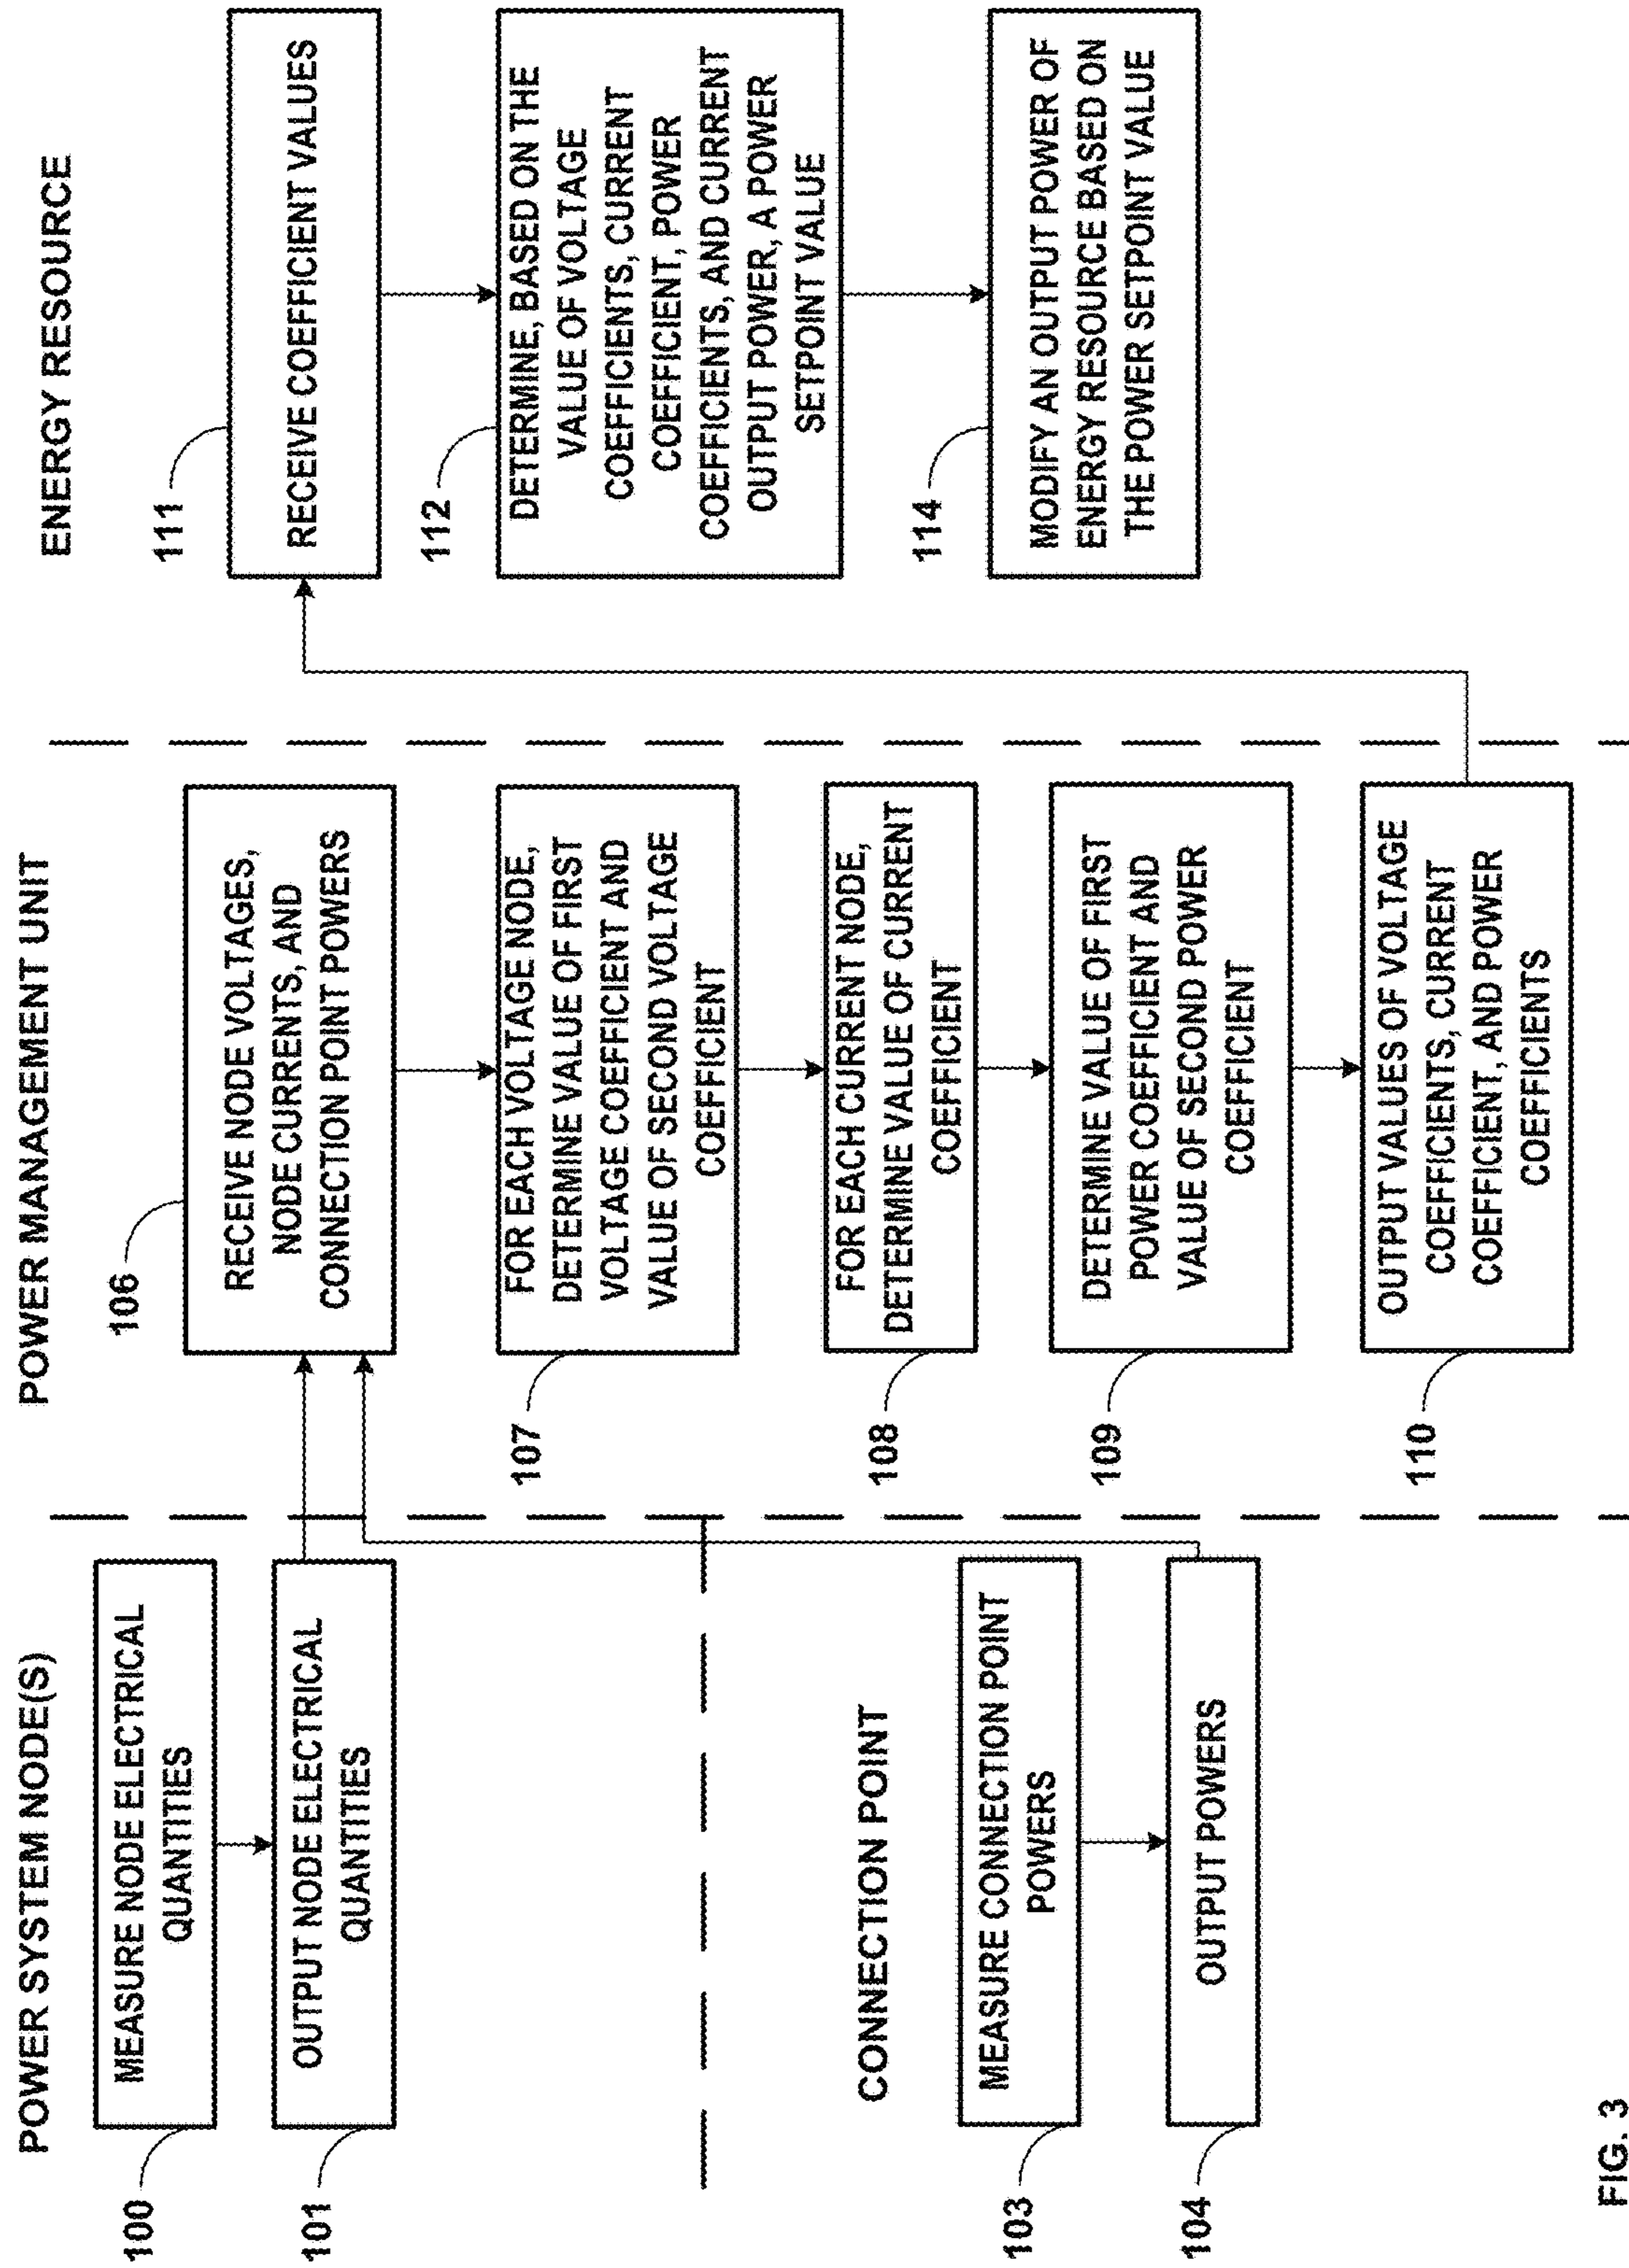 POWER SYSTEM NODE(S)
100
MEASURE NODE ELECTRICAL
QUANTITIES
101
OUTPUT NODE ELECTRICAL
QUANTITIES
CONNECTION POINT
103
MEASURE CONNECTION POINT
POWERS
104
OUTPUT POWERS
POWER MANAGEMENT UNIT
106
RECEIVE NODE VOLTAGES,
NODE CURRENTS, AND
CONNECTION POINT POWERS
107
FOR EACH VOLTAGE NODE,
DETERMINE VALUE OF FIRST
VOLTAGE COEFFICIENT AND
VALUE OF SECOND VOLTAGE
COEFFICIENT
108
FOR EACH CURRENT NODE,
DETERMINE VALUE OF CURRENT
COEFFICIENT
109
DETERMINE VALUE OF FIRST
POWER COEFFICIENT AND
VALUE OF SECOND POWER
COEFFICIENT
110
OUTPUT VALUES OF VOLTAGE
COEFFICIENTS, CURRENT
COEFFICIENT, AND POWER
COEFFICIENTS
ENERGY RESOURCE
111
RECEIVE COEFFICIENT VALUES
112
DETERMINE, BASED ON THE
VALUE OF VOLTAGE
COEFFICIENTS, CURRENT
COEFFICIENT, POWER
COEFFICIENTS, AND CURRENT
OUTPUT POWER, A POWER
SETPOINT VALUE
114
MODIFY AN OUTPUT POWER OF
ENERGY RESOURCE BASED ON
THE POWER SETPOINT VALUE
FIG. 3